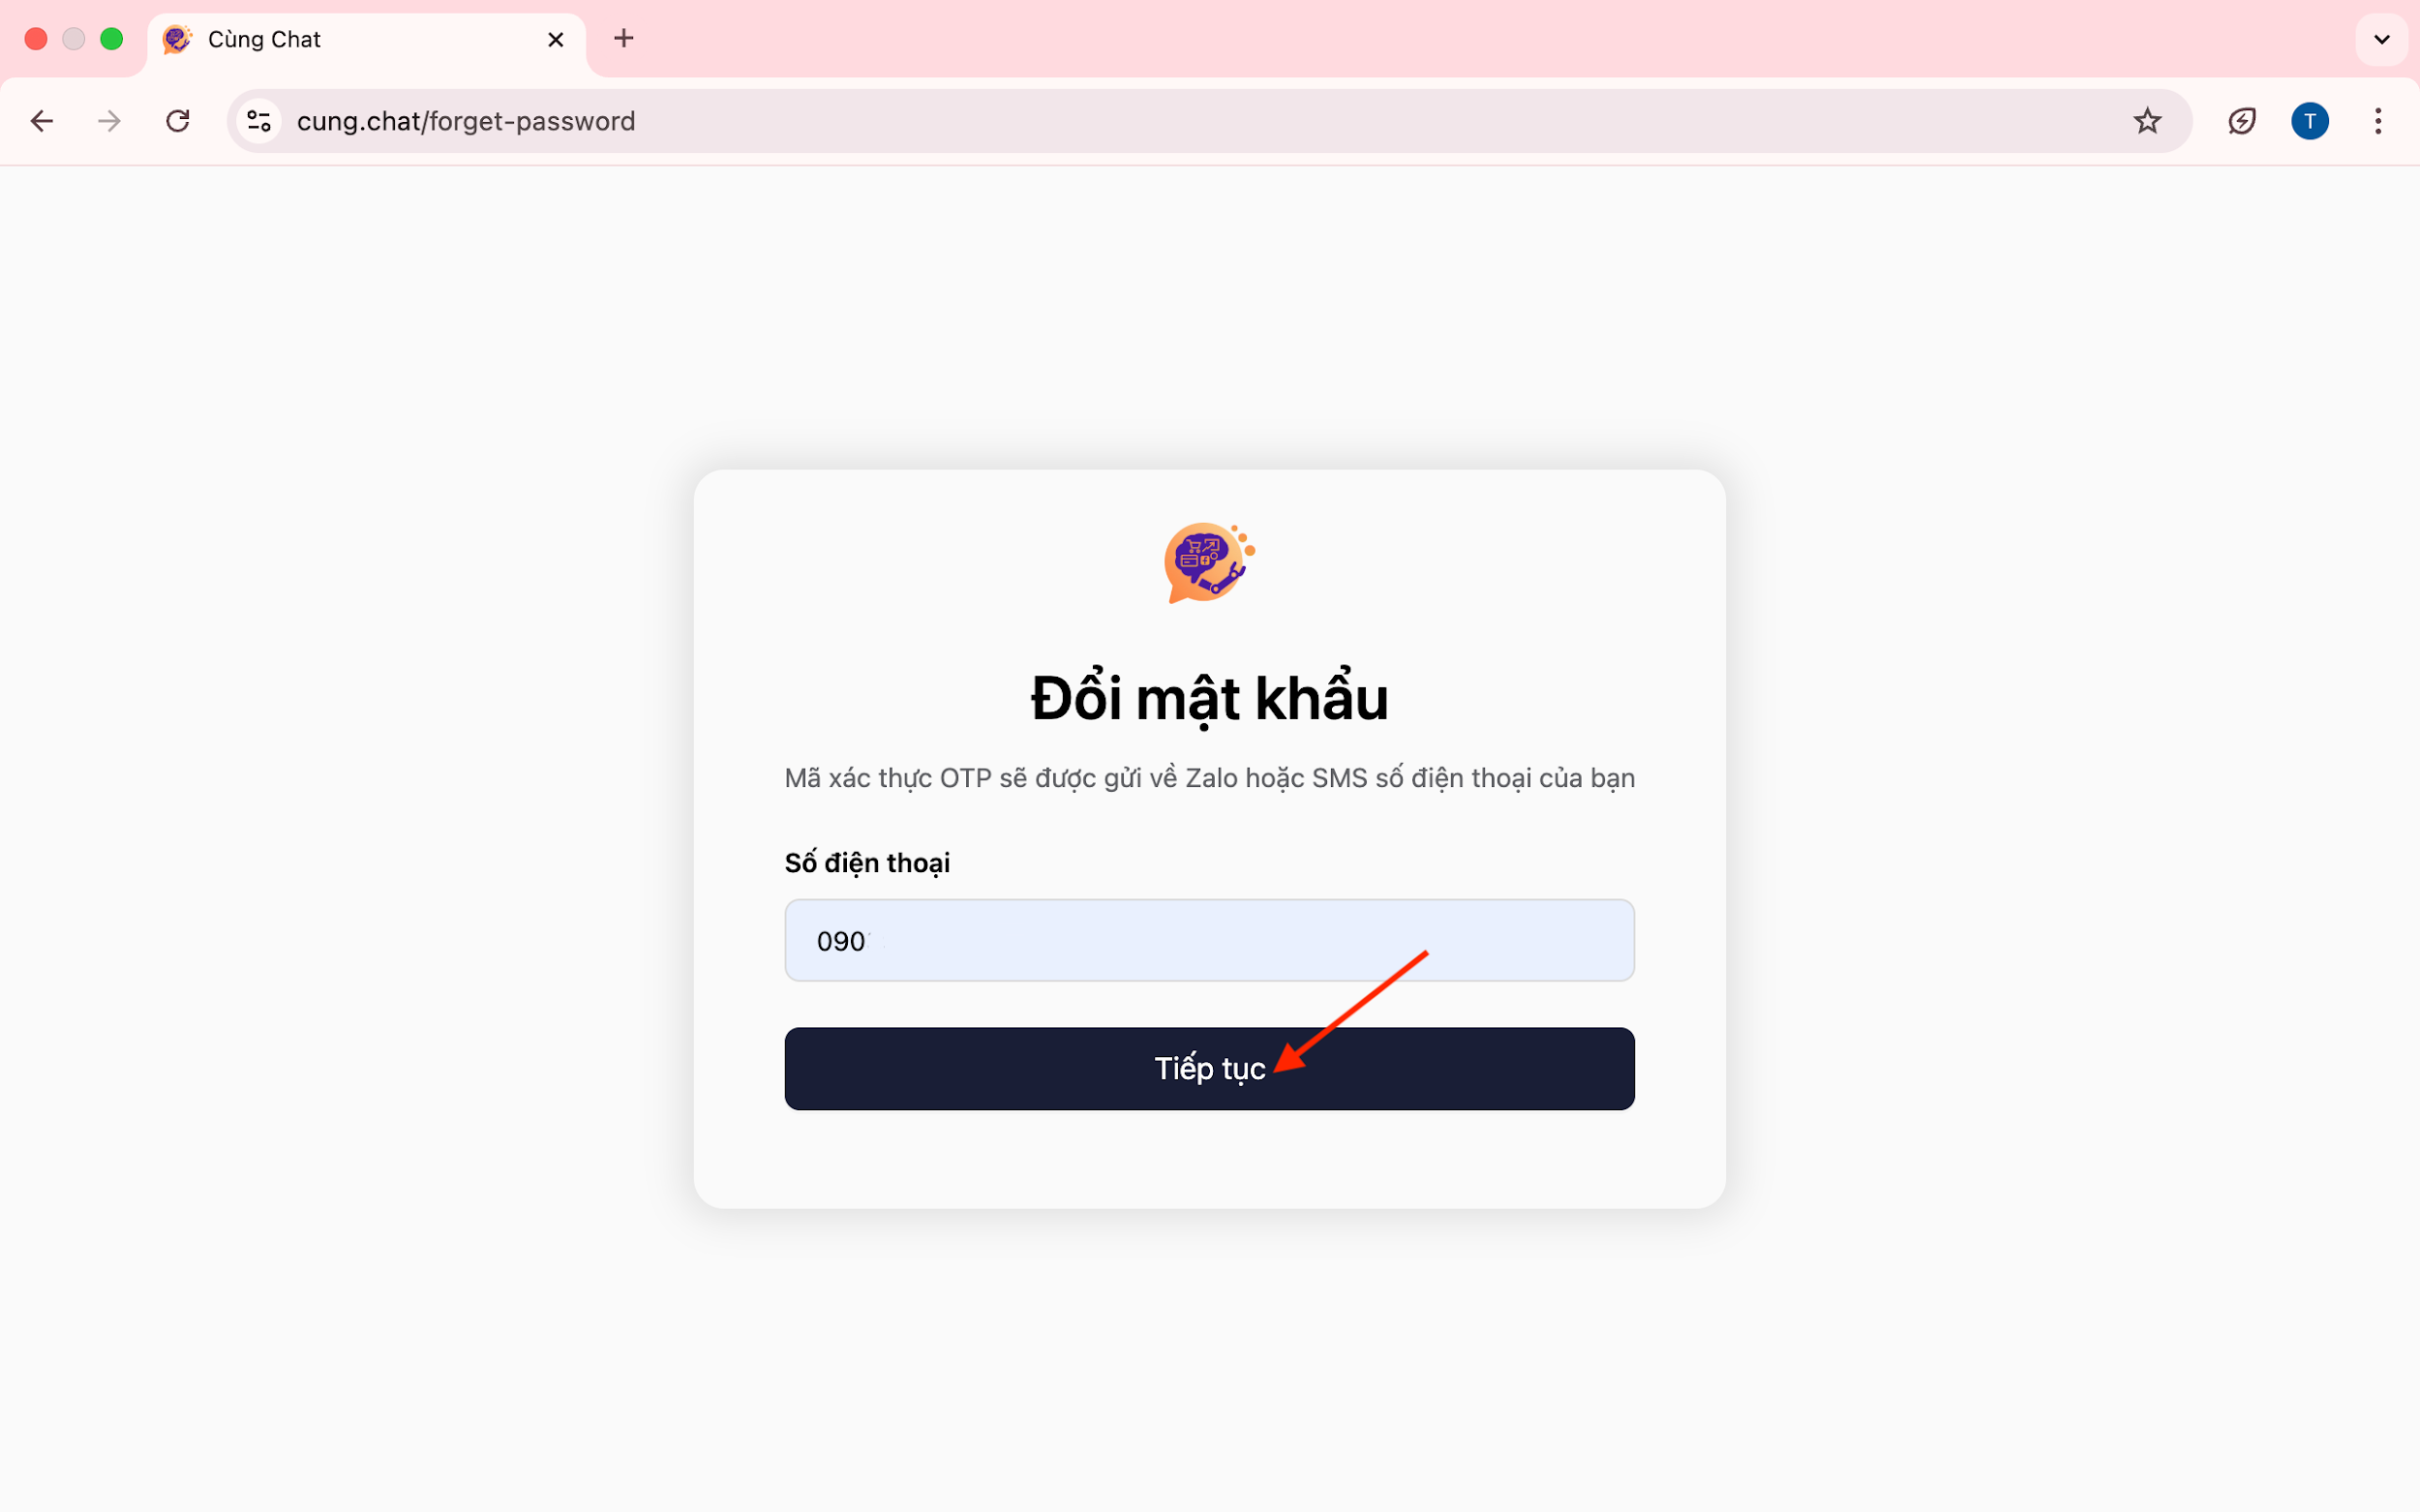 Cùng Chat
cung.chat/forget-password
T
Đổi mật khẩu
Mã xác thực OTP sẽ được gửi về Zalo hoặc SMS số điện thoại của bạn
Số điện thoại
090
Tiếp tục